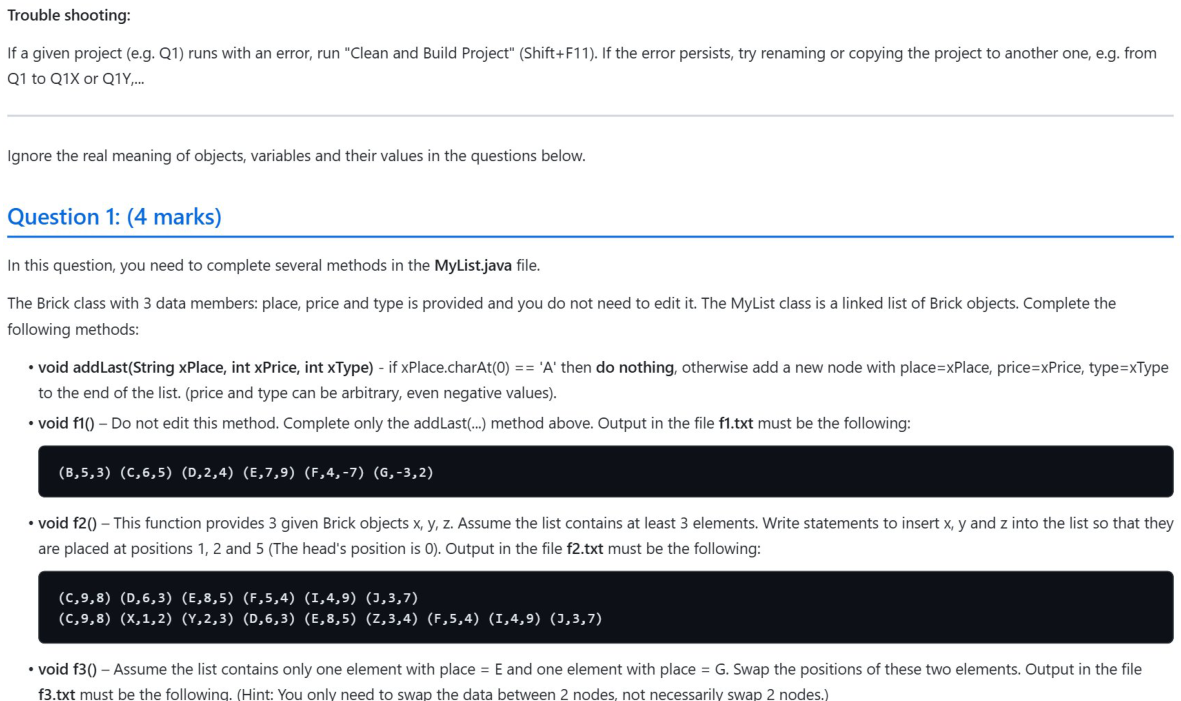 Trouble shooting:
If a given project (e.g. Q1) runs with an error, run "Clean and Build Project" (Shift+F11). If the error persists, try renaming or copying the project to another one, e.g. from
Q1 to Q1X or Q1Y,...
Ignore the real meaning of objects, variables and their values in the questions below.
Question 1: (4 marks)
In this question, you need to complete several methods in the MyList.java file.
The Brick class with 3 data members: place, price and type is provided and you do not need to edit it. The MyList class is a linked list of Brick objects. Complete the
following methods:
• void addLast(String xPlace, int xPrice, int xType) - if xPlace.charAt(0) == 'A' then do nothing, otherwise add a new node with place=xPlace, price=xPrice, type=xType
to the end of the list. (price and type can be arbitrary, even negative values).
• void f1() – Do not edit this method. Complete only the addLast(...) method above. Output in the file f1.txt must be the following:
(B,5,3) (C,6,5) (D,2,4) (E,7,9) (F,4,-7) (G,-3,2)
• void f2() – This function provides 3 given Brick objects x, y, z. Assume the list contains at least 3 elements. Write statements to insert x, y and z into the list so that they
are placed at positions 1, 2 and 5 (The head's position is 0). Output in the file f2.txt must be the following:
(C,9,8) (D,6,3) (E,8,5) (F,5,4) (I,4,9) (J,3,7)
(C,9,8) (X,1,2) (Y,2,3) (D,6,3) (E,8,5) (Z,3,4) (F,5,4) (I,4,9) (J,3,7)
• void f3() – Assume the list contains only one element with place = E and one element with place = G. Swap the positions of these two elements. Output in the file
f3.txt must be the following. (Hint: You only need to swap the data between 2 nodes, not necessarily swap 2 nodes.)